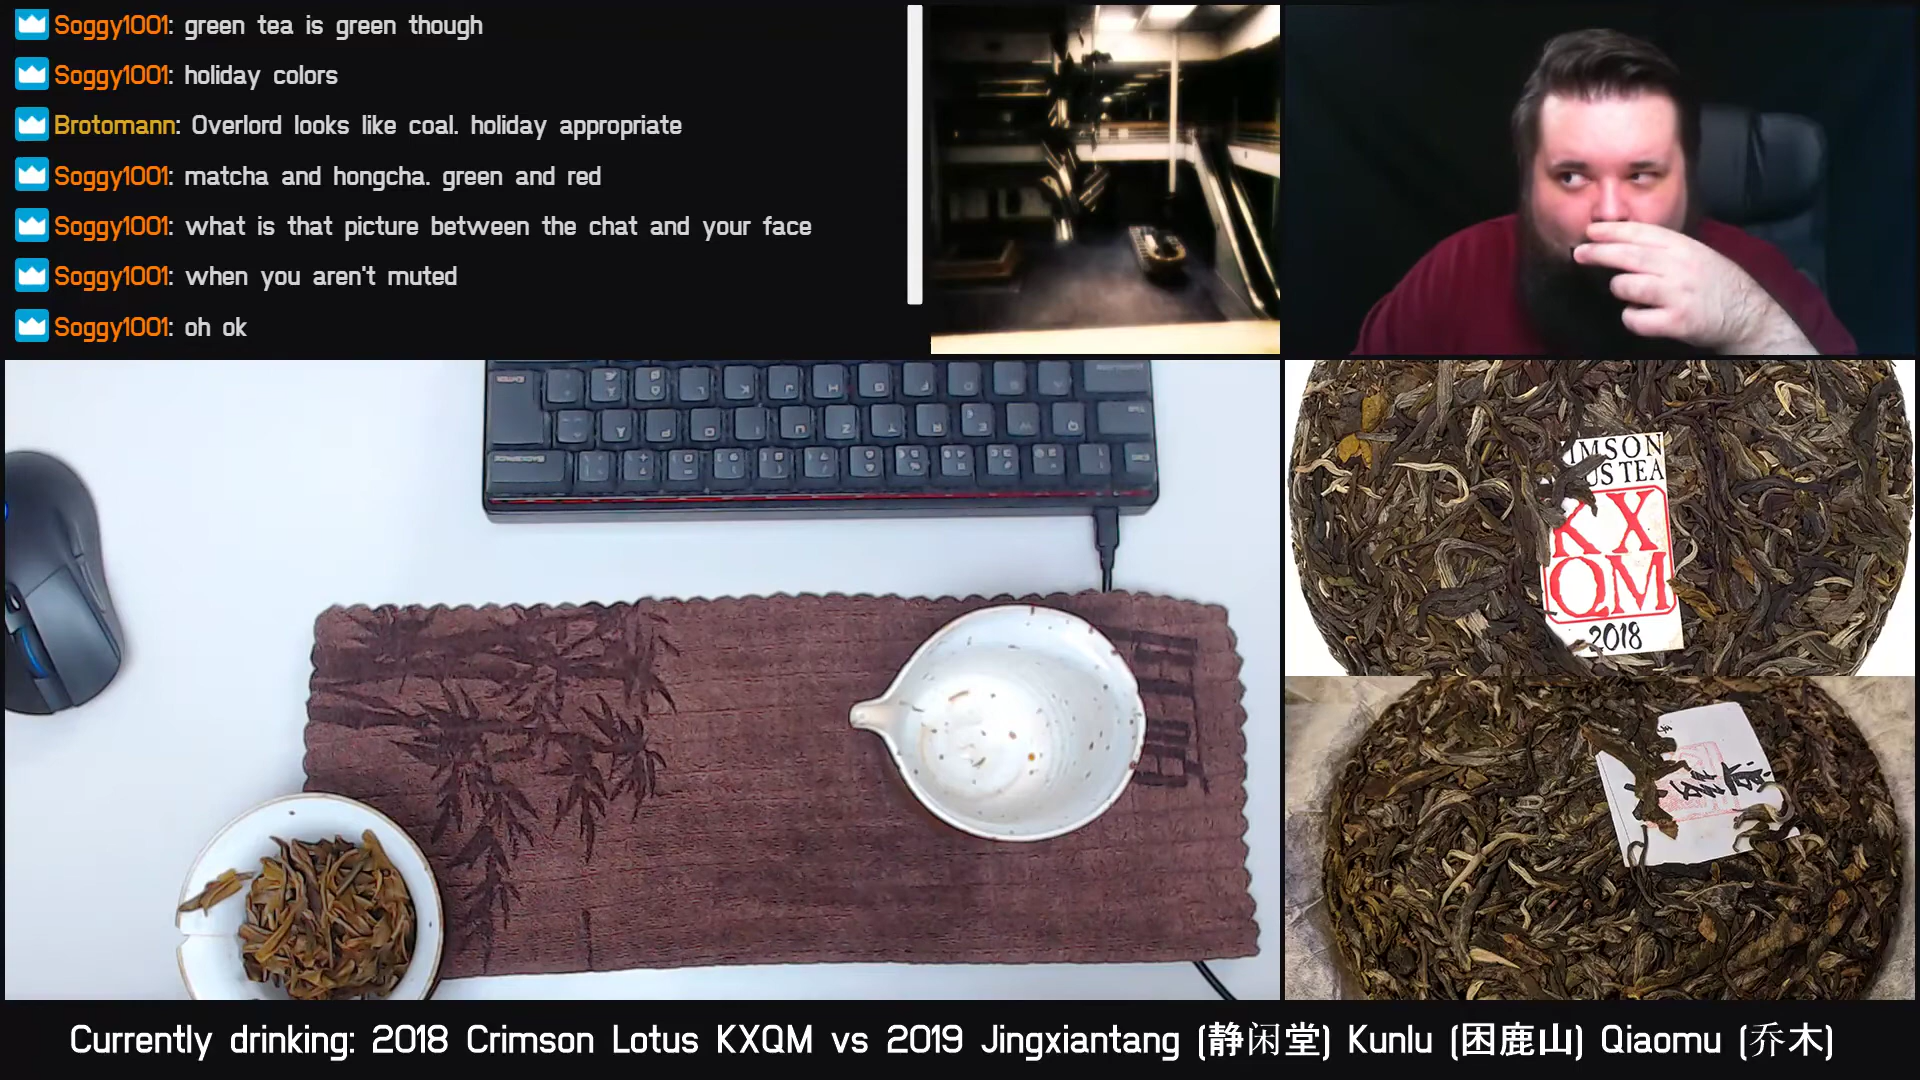 Soggy1001: green tea is green though
Soggy1001: holiday colors
Brotomann: Overlord looks like coal. holiday appropriate
Soggy1001: matcha and hongcha. green and red
Soggy1001: what is that picture between the chat and your face
Soggy1001: when you aren't muted
Soggy1001: oh ok
TEA
KX
QM
2018
Currently drinking: 2018 Crimson Lotus KXQM vs 2019 Jingxiantang (静闲堂) Kunlu (困鹿山) Qiaomu (乔木)